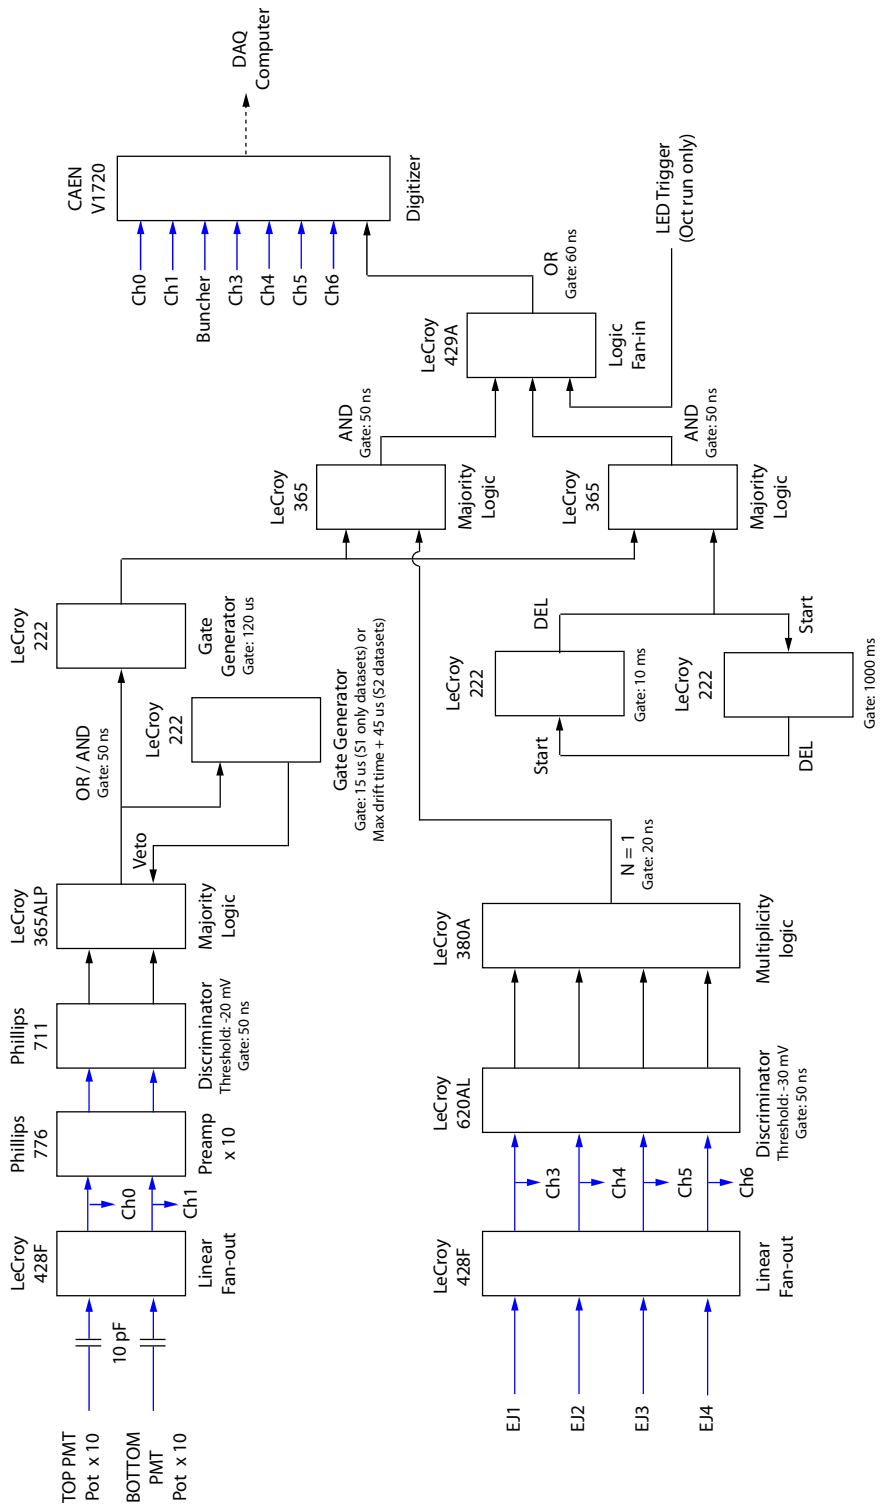 TOP PMT
Pot x 10
BOTTOM
PMT
Pot x 10
10 pF
LeCroy
428F
Linear
Fan-out
Ch0
Ch1
Phillips
776
Preamp
x 10
Phillips
711
Discriminator
Threshold: -20 mV
Gate: 50 ns
LeCroy
365ALP
Majority
Logic
Veto
OR / AND
Gate: 50 ns
LeCroy
222
Gate Generator
Gate: 15 us (S1 only datasets) or
Max drift time + 45 us (S2 datasets)
LeCroy
222
Gate
Generator
Gate: 120 us
EJ1
EJ2
EJ3
EJ4
LeCroy
428F
Linear
Fan-out
Ch3
Ch4
Ch5
Ch6
LeCroy
620AL
Discriminator
Threshold: -30 mV
Gate: 50 ns
LeCroy
380A
Multiplicity
logic
N = 1
Gate: 20 ns
Start
LeCroy
222
Gate: 10 ms
DEL
DEL
LeCroy
222
Gate: 1000 ms
Start
LeCroy
365
Majority
Logic
AND
Gate: 50 ns
LeCroy
365
Majority
Logic
AND
Gate: 50 ns
LeCroy
429A
Logic
Fan-in
OR
Gate: 60 ns
LED Trigger
(Oct run only)
Ch0
Ch1
Buncher
Ch3
Ch4
Ch5
Ch6
CAEN
V1720
Digitizer
DAQ
Computer